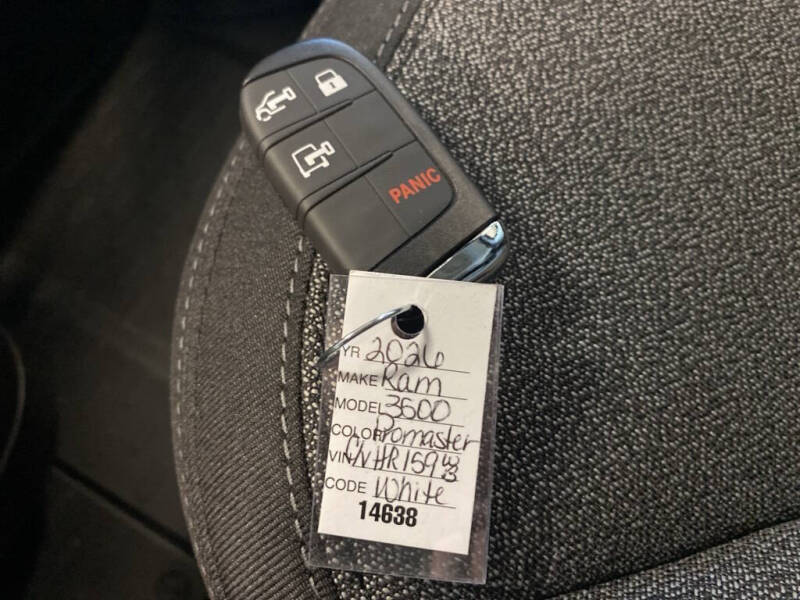 PANIC
YR 2026
MAKE Ram
MODEL 3500
COLOR Promaster
VIN
CODE White
14638